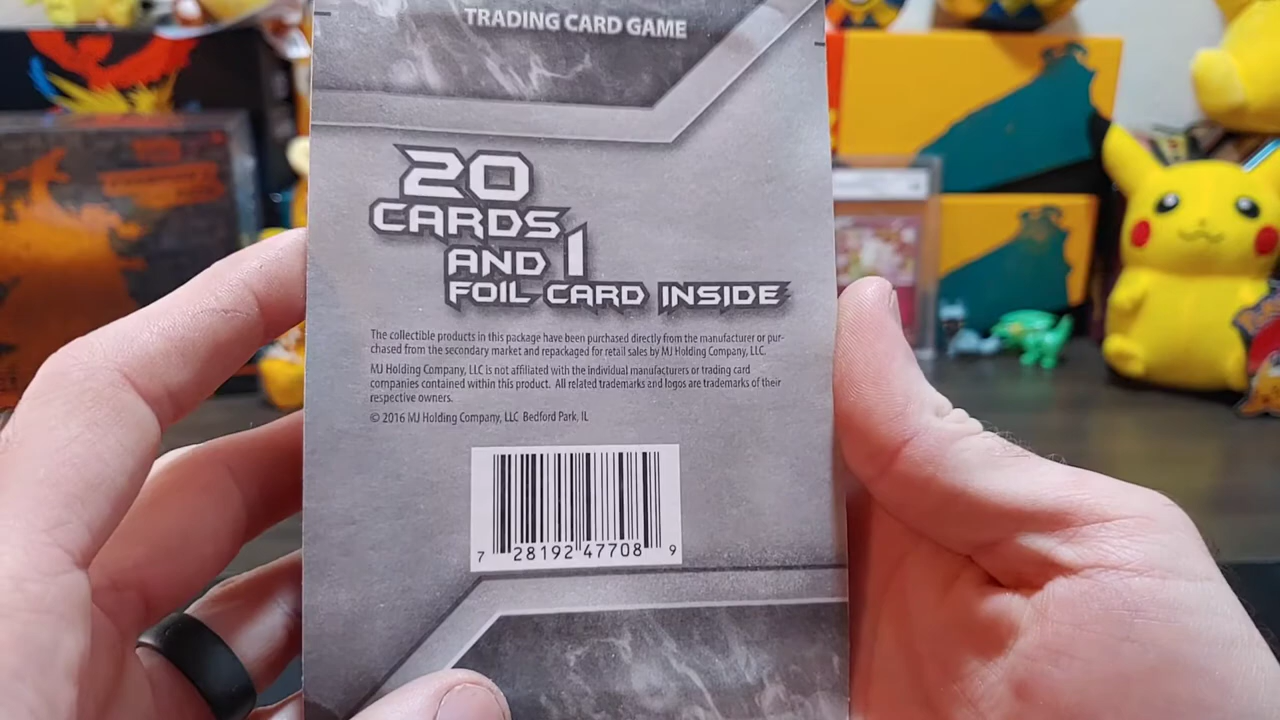 TRADING CARD GAME
20
CARDS
AND 1
FOIL CARD INSIDE
The collectible products in this package have been purchased directly from the manufacturer or pur-
chased from the secondary market and repackaged for retail sales by MJ Holding Company, LLC.
MJ Holding Company, LLC is not affiliated with the individual manufacturers or trading card
companies contained within this product. All related trademarks and logos are trademarks of their
respective owners.
© 2016 MJ Holding Company, LLC Bedford Park, IL
7 28192 47708 9